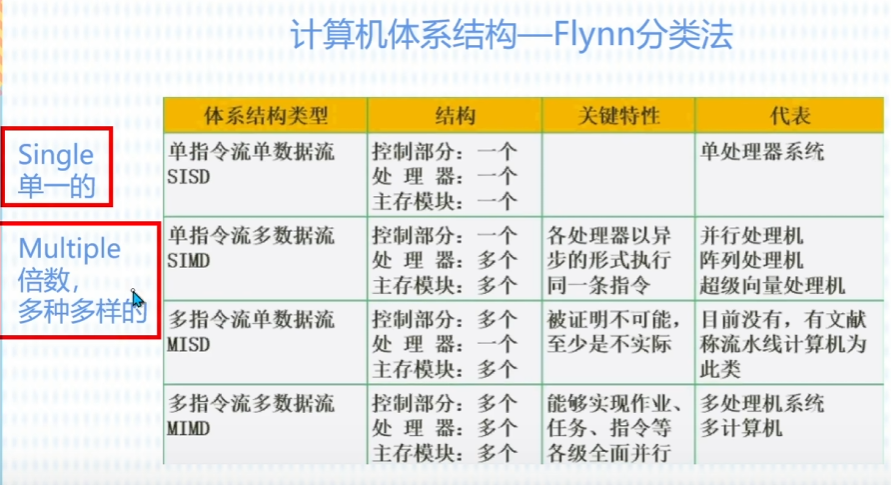 计算机体系结构—Flynn分类法
体系结构类型 结构 关键特性 代表
Single
单一的
单指令流单数据流
SISD
控制部分：一个
处 理 器：一个
主存模块：一个
单处理器系统
Multiple
倍数，
多种多样的
单指令流多数据流
SIMD
控制部分：一个
处 理 器：多个
主存模块：多个
各处理器以异
步的形式执行
同一条指令
并行处理机
阵列处理机
超级向量处理机
多指令流单数据流
MISD
控制部分：多个
处 理 器：一个
主存模块：多个
被证明不可能，
至少是不实际
目前没有，有文献
称流水线计算机为
此类
多指令流多数据流
MIMD
控制部分：多个
处 理 器：多个
主存模块：多个
能够实现作业、
任务、指令等
各级全面并行
多处理机系统
多计算机